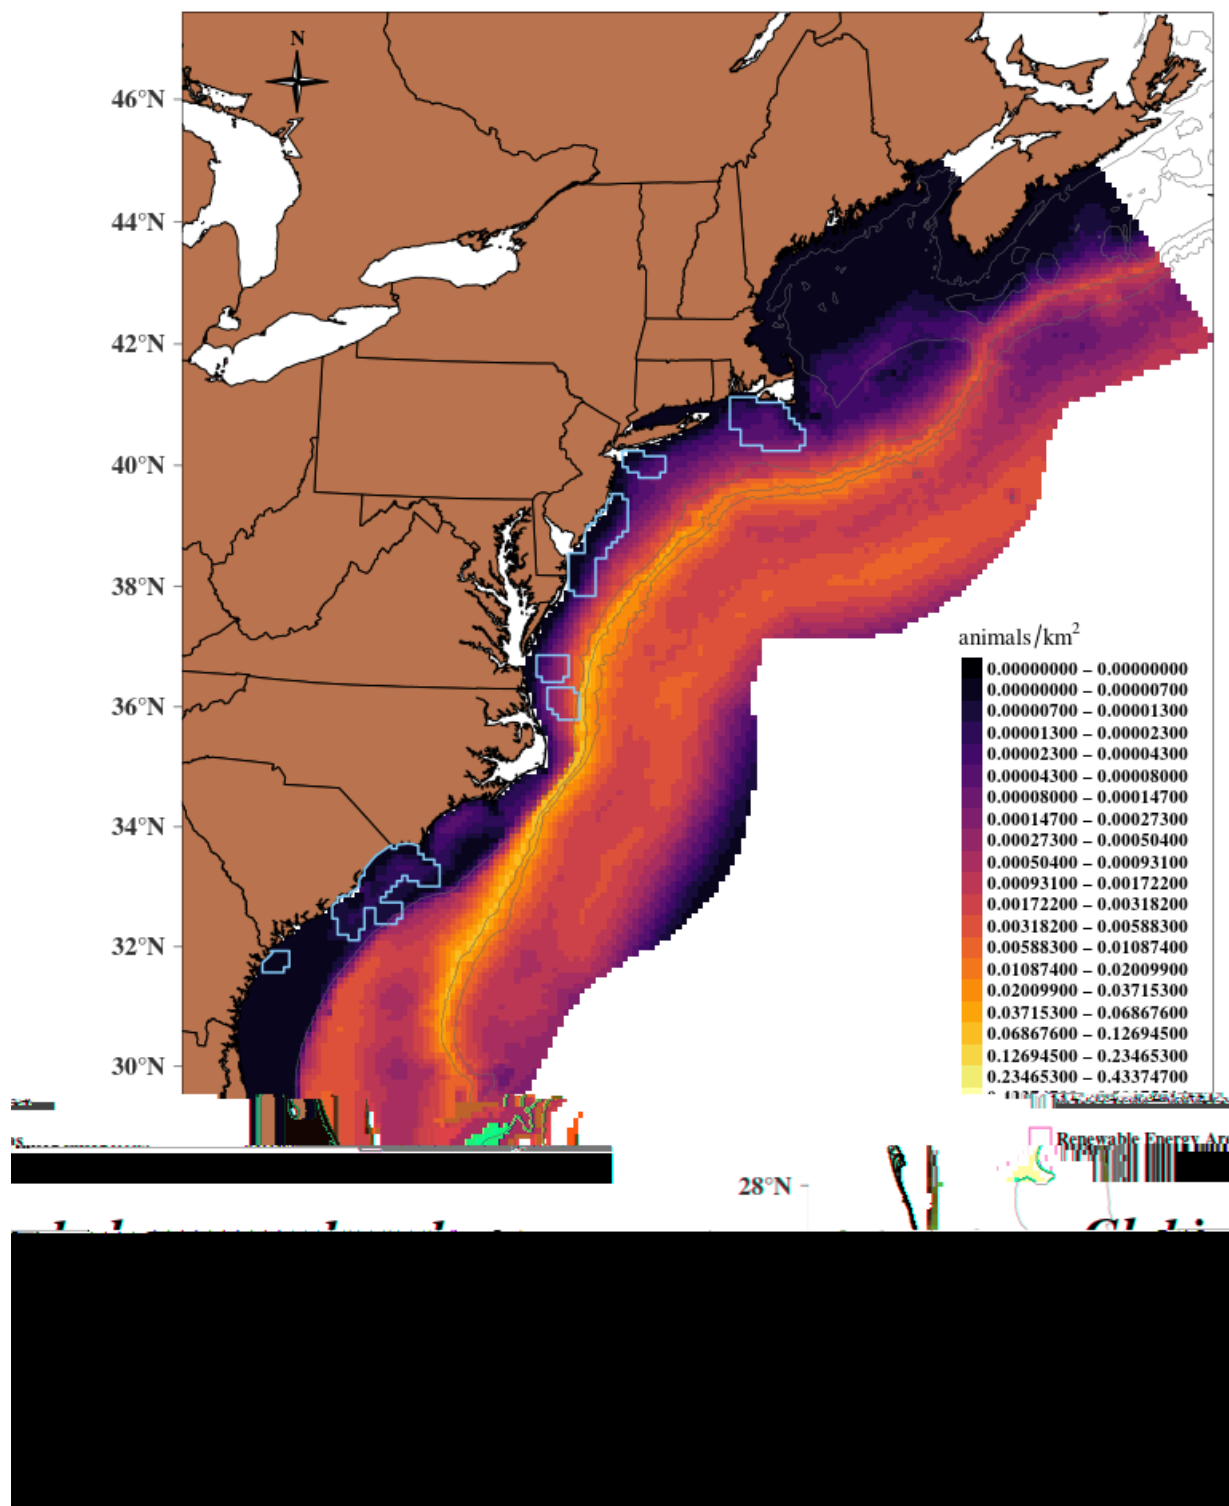 N
46°N
44°N
42°N
40°N
38°N
36°N
34°N
32°N
30°N
animals/km²
0.00000000 – 0.00000000
0.00000000 – 0.00000700
0.00000700 – 0.00001300
0.00001300 – 0.00002300
0.00002300 – 0.00004300
0.00004300 – 0.00008000
0.00008000 – 0.00014700
0.00014700 – 0.00027300
0.00027300 – 0.00050400
0.00050400 – 0.00093100
0.00093100 – 0.00172200
0.00172200 – 0.00318200
0.00318200 – 0.00588300
0.00588300 – 0.01087400
0.01087400 – 0.02009900
0.02009900 – 0.03715300
0.03715300 – 0.06867600
0.06867600 – 0.12694500
0.12694500 – 0.23465300
0.23465300 – 0.43374700
Renewable Energy
28°N